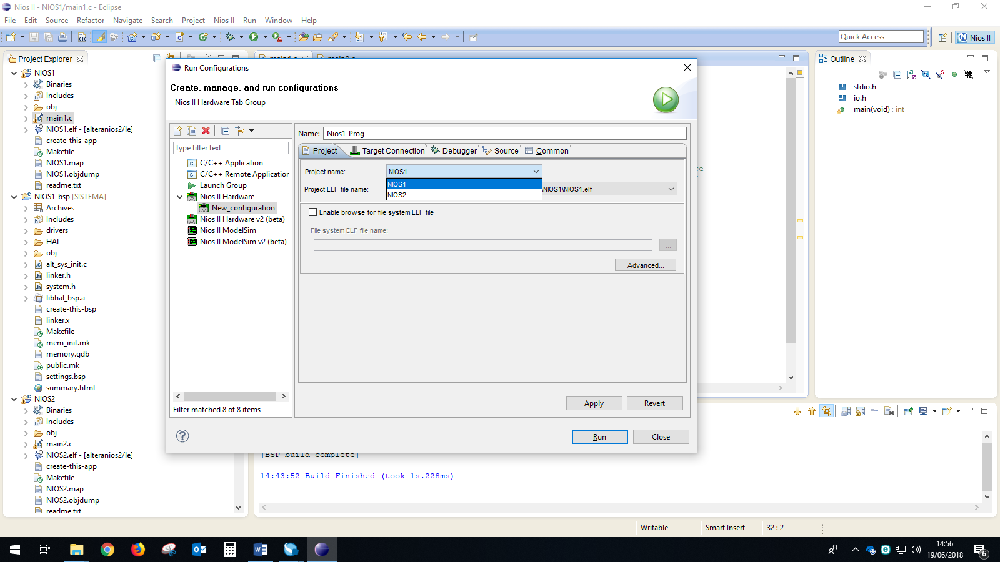 Nios II - NIOS1/main1.c - Eclipse
File Edit Source Refactor Navigate Search Project Nios II Run Window Help
Quick Access
Nios II
Project Explorer
NIOS1
Binaries
Includes
obj
main1.c
NIOS1.elf - [alteranios2/le]
create-this-app
Makefile
NIOS1.map
NIOS1.objdump
readme.txt
NIOS1_bsp [SISTEMA]
Archives
Includes
drivers
HAL
obj
alt_sys_init.c
linker.h
system.h
libhal_bsp.a
create-this-bsp
linker.x
Makefile
mem_init.mk
memory.gdb
public.mk
settings.bsp
summary.html
NIOS2
Binaries
Includes
obj
main2.c
NIOS2.elf - [alteranios2/le]
create-this-app
Makefile
NIOS2.map
NIOS2.objdump
readme.txt
Run Configurations
Create, manage, and run configurations
Nios II Hardware Tab Group
type filter text
C/C++ Application
C/C++ Remote Application
Launch Group
Nios II Hardware
New_configuration
Nios II Hardware v2 (beta)
Nios II ModelSim
Nios II ModelSim v2 (beta)
Filter matched 8 of 8 items
Name: Nios1_Prog
Project Target Connection Debugger Source Common
Project name: NIOS1
NIOS1
NIOS2
Project ELF file name: \NIOS1\NIOS1.elf
Enable browse for file system ELF file
File system ELF file name:
...
Advanced...
Apply Revert
Run Close
Outline
stdio.h
io.h
main(void) : int
[BSP build complete]
14:43:52 Build Finished (took 1s.228ms)
Writable Smart Insert 32 : 2
14:56
19/06/2018
6